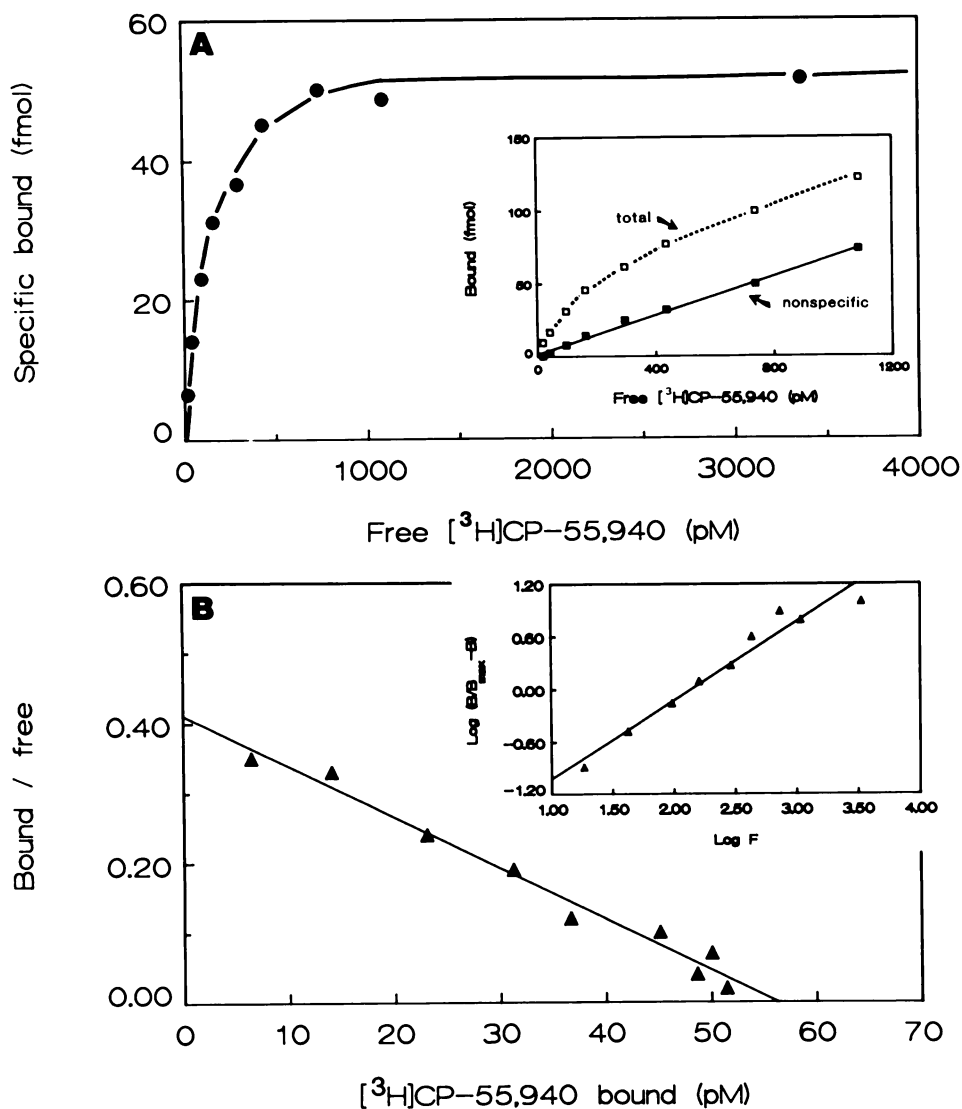 A
Specific bound (fmol)
60
40
20
0
0 1000 2000 3000 4000
Free [³H]CP-55,940 (pM)
Bound (fmol)
150
100
50
0
0 400 800 1200
Free [³H]CP-55,940 (pM)
total
nonspecific
B
Bound / free
0.60
0.40
0.20
0.00
0 10 20 30 40 50 60 70
[³H]CP-55,940 bound (pM)
Log (B/Bmax-B)
1.20
0.60
0.00
-0.60
-1.20
1.00 1.50 2.00 2.50 3.00 3.50 4.00
Log F